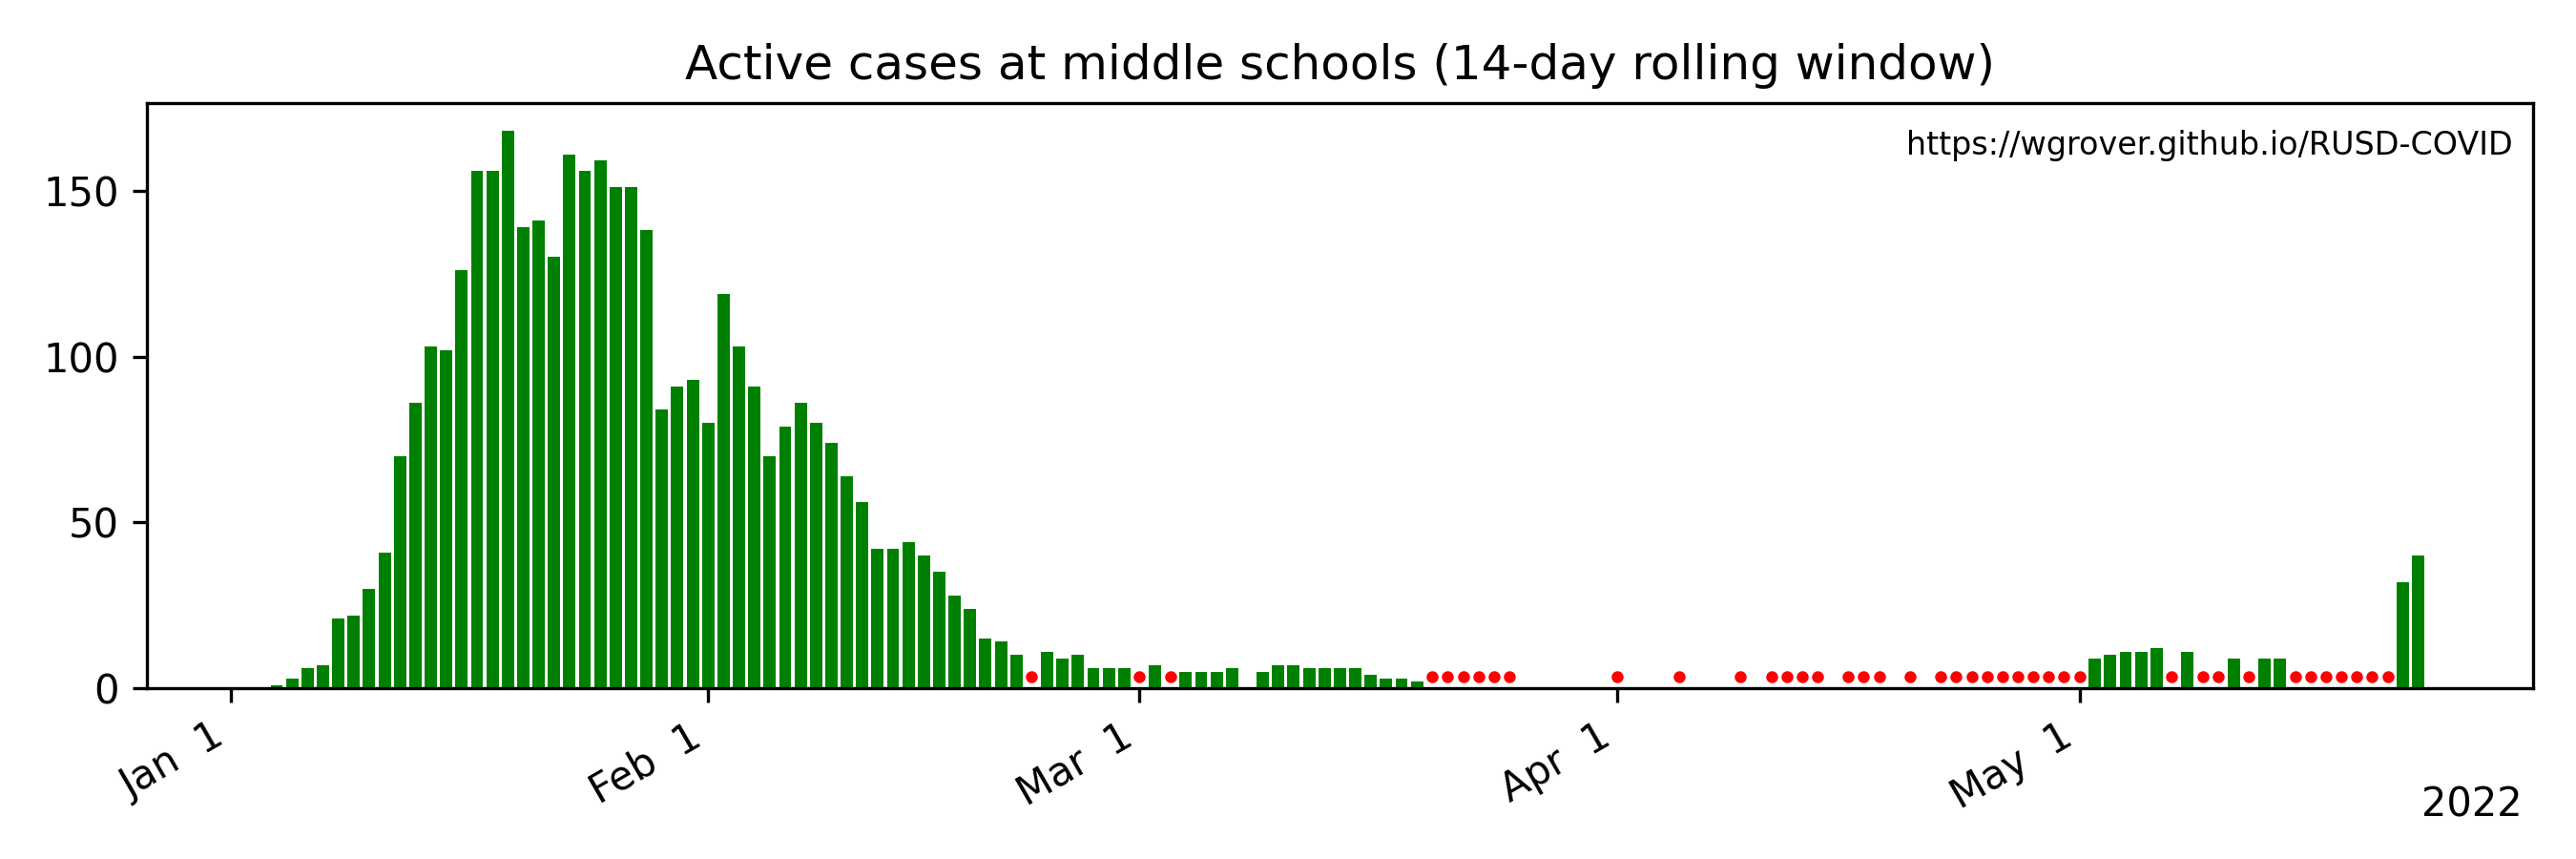 Active cases at middle schools (14-day rolling window)
https://wgrover.github.io/RUSD-COVID
150
100
50
0
Jan 1
Feb 1
Mar 1
Apr 1
May 1
2022